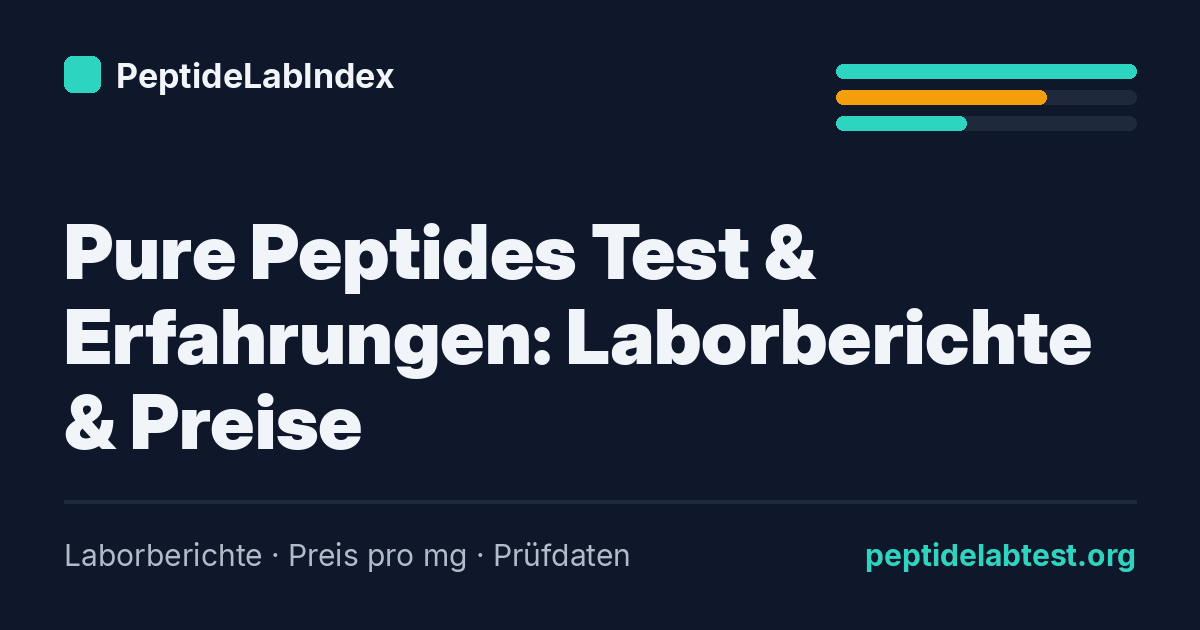 PeptideLabIndex
Pure Peptides Test &
Erfahrungen: Laborberichte
& Preise
Laborberichte · Preis pro mg · Prüfdaten
peptidelabtest.org